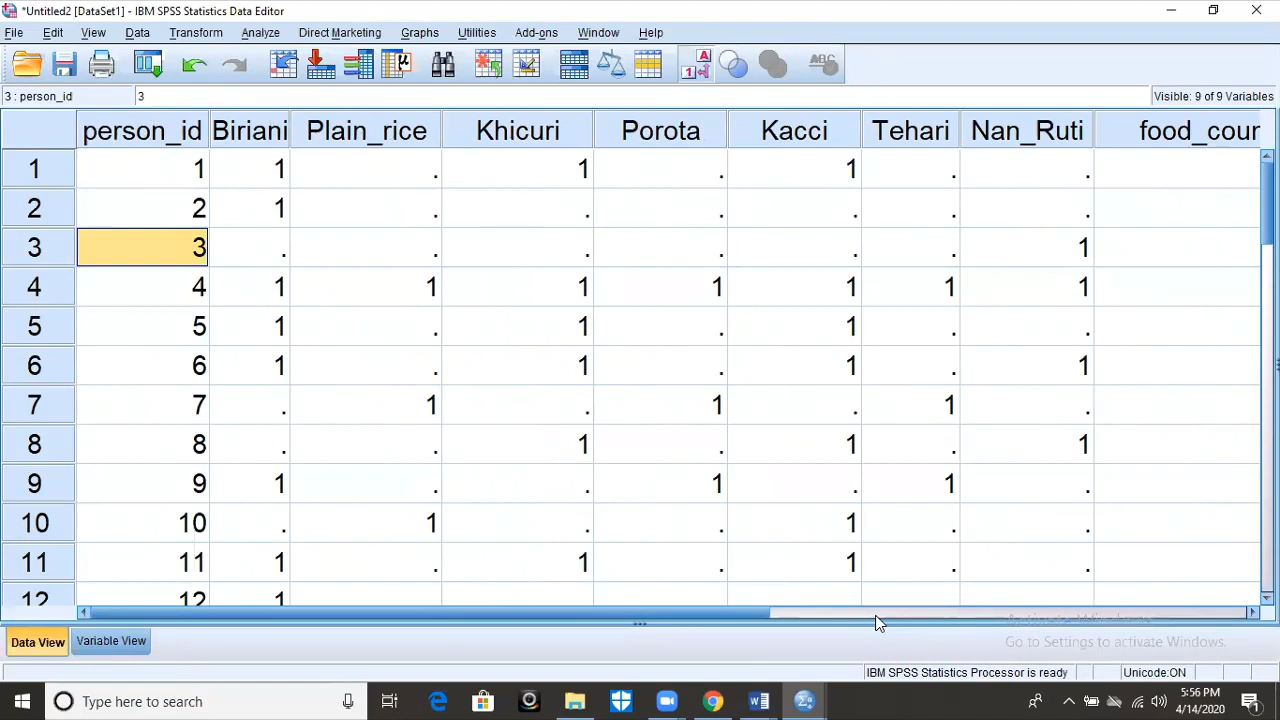 *Untitled2 [DataSet1] - IBM SPSS Statistics Data Editor
File Edit View Data Transform Analyze Direct Marketing Graphs Utilities Add-ons Window Help
3 : person_id 3 Visible: 9 of 9 Variables
person_id Biriani Plain_rice Khicuri Porota Kacci Tehari Nan_Ruti food_cour
1 1 1 . 1 . 1 . .
2 2 1 . . . . . .
3 3 . . . . . . 1
4 4 1 1 1 1 1 1 1
5 5 1 . 1 . 1 . .
6 6 1 . 1 . 1 . 1
7 7 . 1 . 1 . 1 .
8 8 . . 1 . 1 . 1
9 9 1 . . 1 . 1 .
10 10 . 1 . . 1 . .
11 11 1 . 1 . 1 . .
12 12 1
Activate Windows
Go to Settings to activate Windows.
Data View Variable View
IBM SPSS Statistics Processor is ready Unicode:ON
Type here to search
5:56 PM
4/14/2020